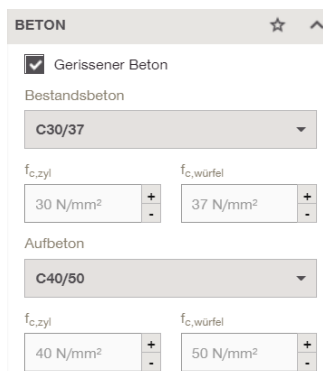 BETON
Gerissener Beton
Bestandsbeton
C30/37
fc,zyl fc,würfel
30 N/mm² + - 37 N/mm² + -
Aufbeton
C40/50
fc,zyl fc,würfel
40 N/mm² + - 50 N/mm² + -